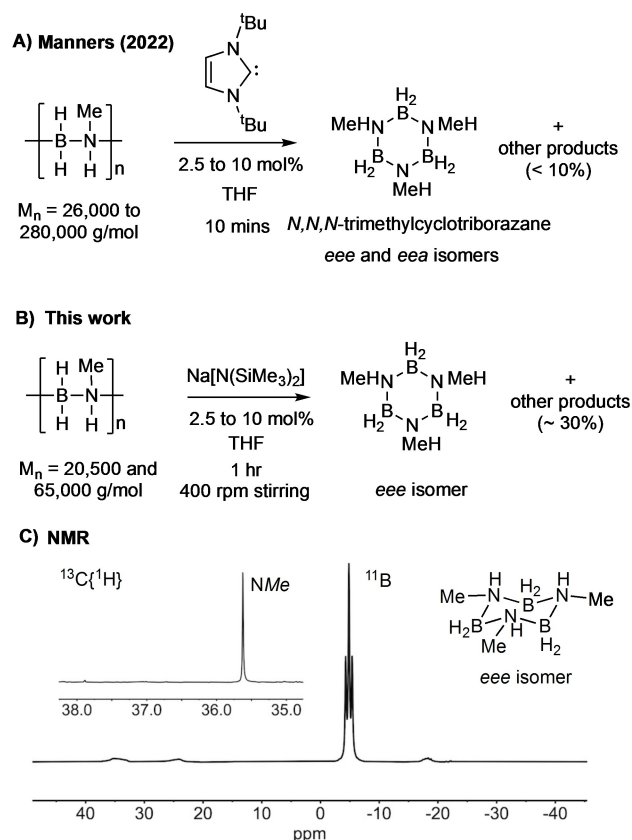 A) Manners (2022)
tBu
N
:
N
tBu
H Me
B N
H H
n
2.5 to 10 mol%
THF
10 mins
Mn = 26,000 to
280,000 g/mol
H2
B
MeHN NMeH
B B
H2 N H2
MeH
N,N,N-trimethylcyclotriborazane
eee and eea isomers
+
other products
(< 10%)
B) This work
H Me
B N
H H
n
Mn = 20,500 and
65,000 g/mol
Na[N(SiMe3)2]
2.5 to 10 mol%
THF
1 hr
400 rpm stirring
H2
B
MeHN NMeH
B B
H2 N H2
MeH
eee isomer
+
other products
(~ 30%)
C) NMR
13C{1H}
NMe
38.0 37.0 36.0 35.0
11B
H H2 H
Me N B N Me
H2B N B
H
Me H2
eee isomer
40 30 20 10 0 -10 -20 -30 -40
ppm